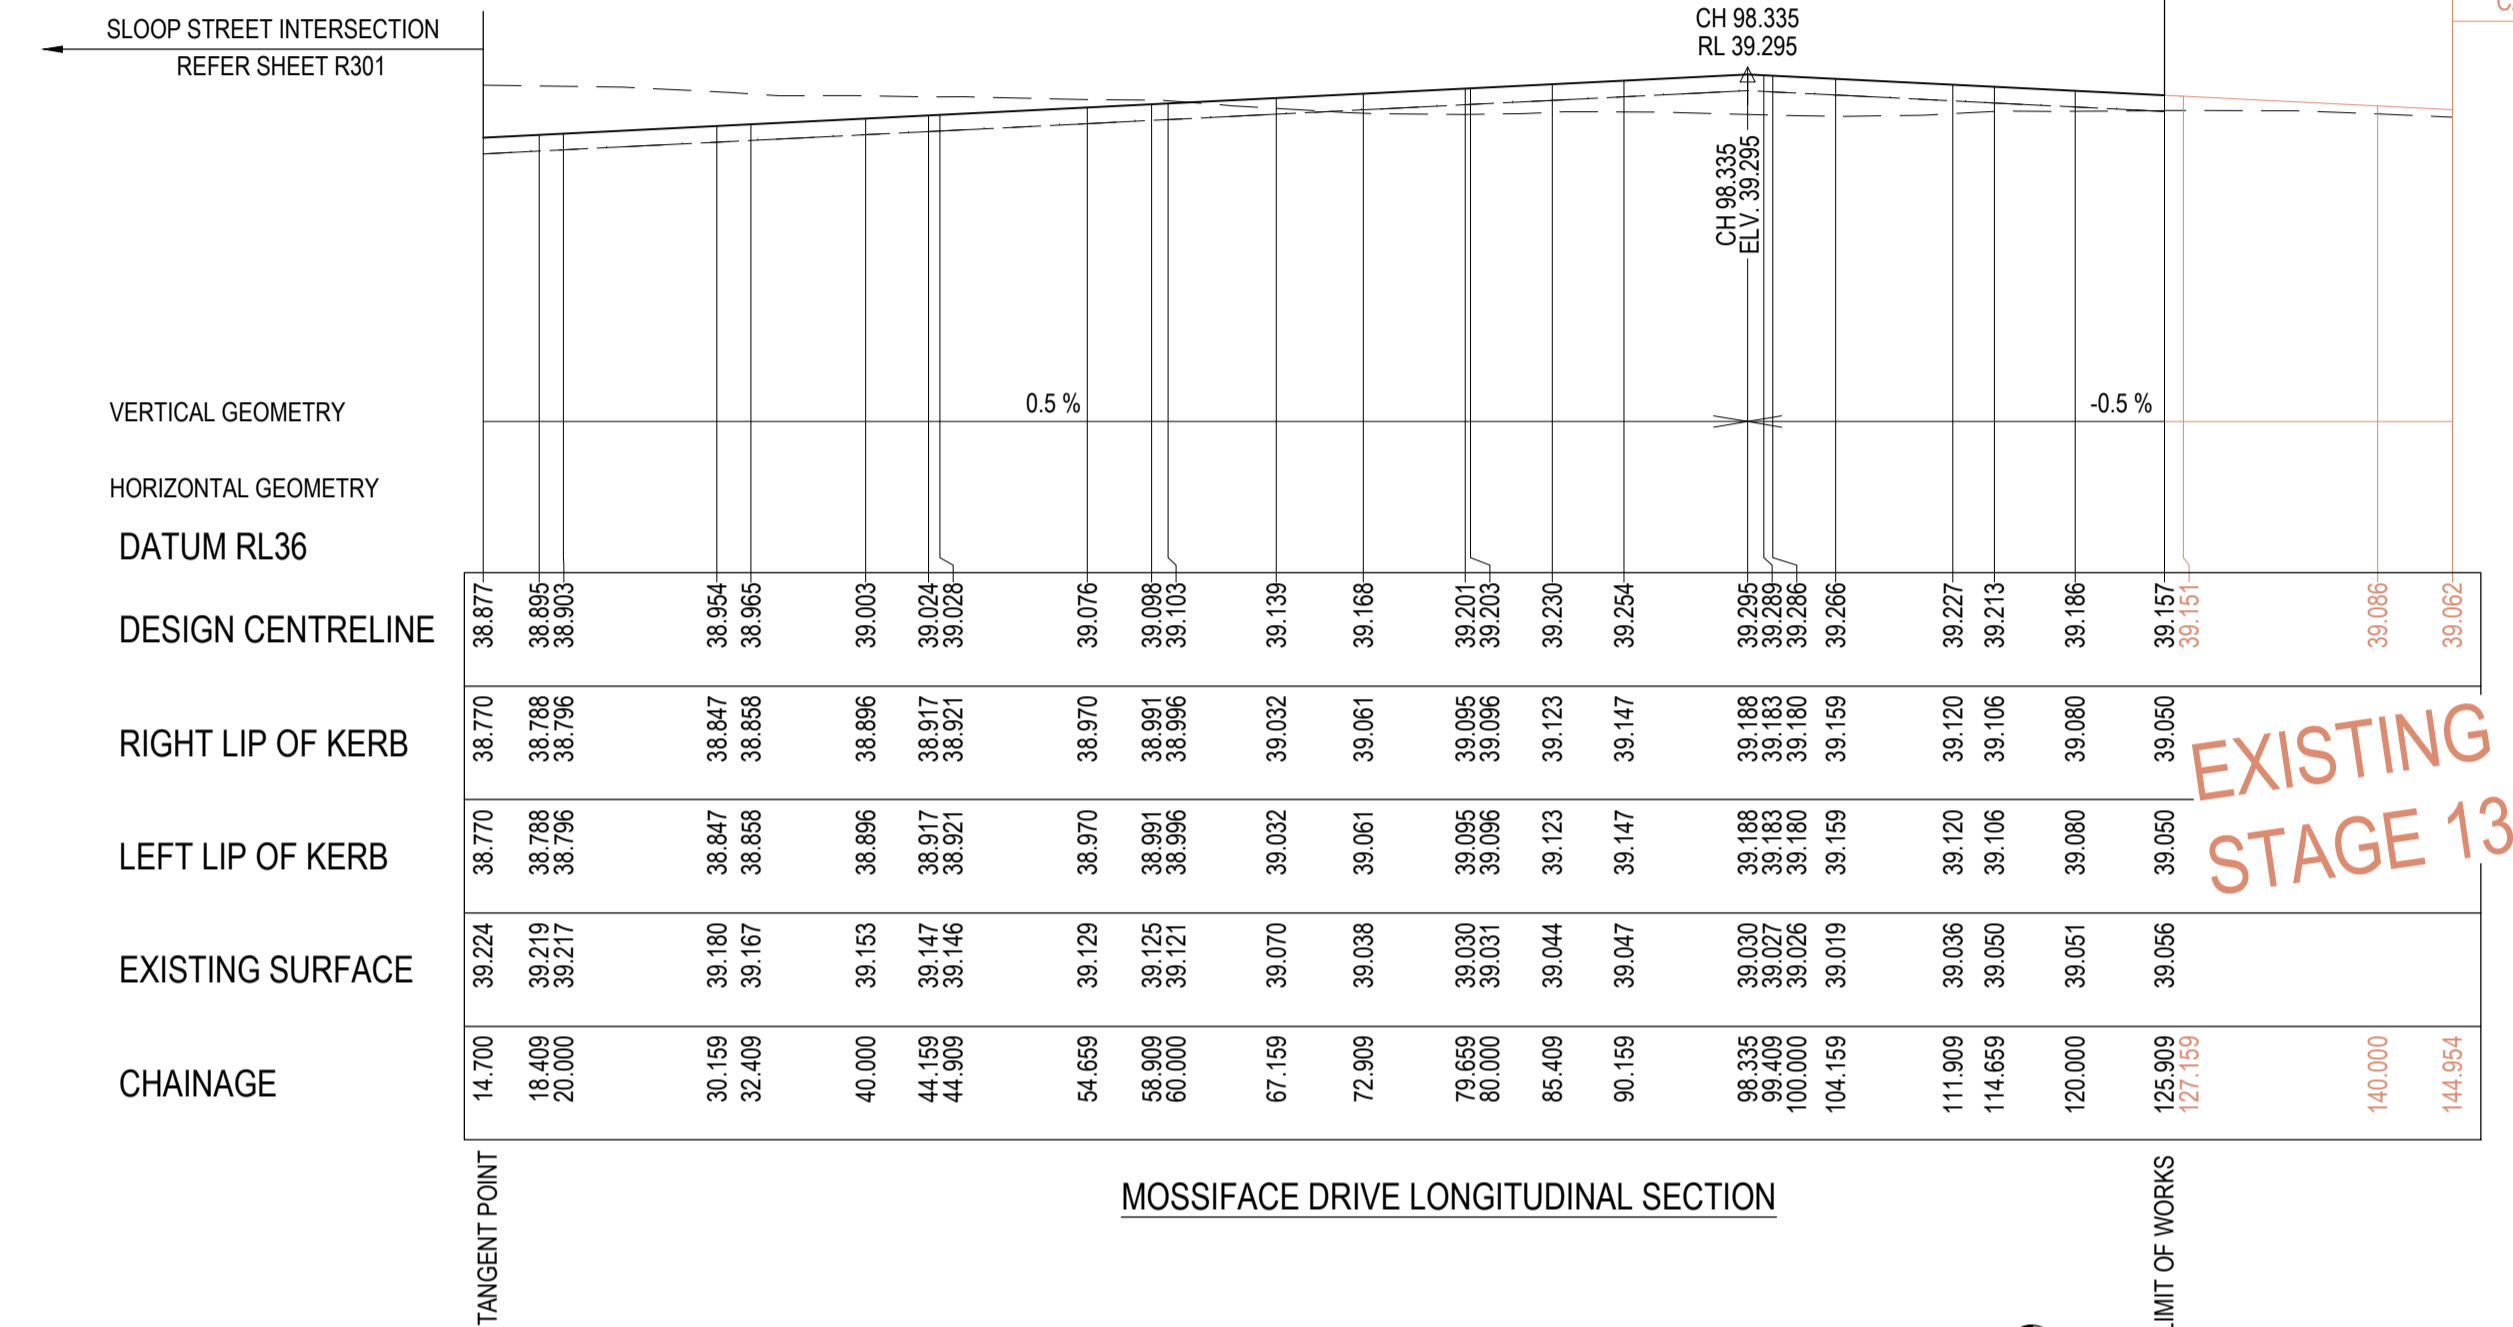 SLOOP STREET INTERSECTION
REFER SHEET R301
CH 98.335
RL 39.295
CH 98.335
ELV. 39.295
VERTICAL GEOMETRY
0.5 %
-0.5 %
HORIZONTAL GEOMETRY
DATUM RL36
DESIGN CENTRELINE 38.877 38.895 38.903 38.954 38.965 39.003 39.024 39.028 39.076 39.098 39.103 39.139 39.168 39.201 39.203 39.230 39.254 39.295 39.289 39.286 39.266 39.227 39.213 39.186 39.157 39.151 39.086 39.062
RIGHT LIP OF KERB 38.770 38.788 38.796 38.847 38.858 38.896 38.917 38.921 38.970 38.991 38.996 39.032 39.061 39.095 39.096 39.123 39.147 39.188 39.183 39.180 39.159 39.120 39.106 39.080 39.050
LEFT LIP OF KERB 38.770 38.788 38.796 38.847 38.858 38.896 38.917 38.921 38.970 38.991 38.996 39.032 39.061 39.095 39.096 39.123 39.147 39.188 39.183 39.180 39.159 39.120 39.106 39.080 39.050
EXISTING
STAGE 13
EXISTING SURFACE 39.224 39.219 39.217 39.180 39.167 39.153 39.147 39.146 39.129 39.125 39.121 39.070 39.038 39.030 39.031 39.044 39.047 39.030 39.027 39.026 39.019 39.036 39.050 39.051 39.056
CHAINAGE 14.700 18.409 20.000 30.159 32.409 40.000 44.159 44.909 54.659 58.909 60.000 67.159 72.909 79.659 80.000 85.409 90.159 98.335 99.409 100.000 104.159 111.909 114.659 120.000 125.909 127.159 140.000 144.954
TANGENT POINT
LIMIT OF WORKS
MOSSIFACE DRIVE LONGITUDINAL SECTION